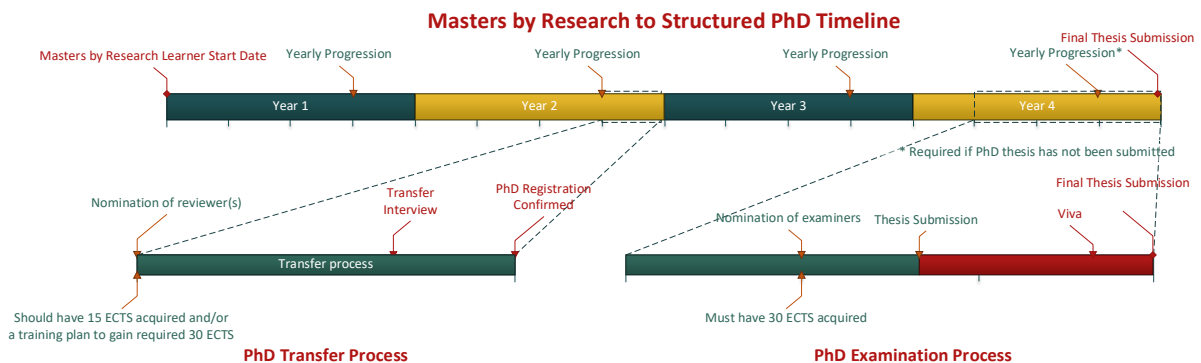 Masters by Research to Structured PhD Timeline
Final Thesis Submission
Masters by Research Learner Start Date
Yearly Progression
Yearly Progression
Yearly Progression
Yearly Progression*
Year 1
Year 2
Year 3
Year 4
* Required if PhD thesis has not been submitted
Nomination of reviewer(s)
Transfer
Interview
PhD Registration
Confirmed
Nomination of examiners
Thesis Submission
Final Thesis Submission
Viva
Transfer process
Should have 15 ECTS acquired and/or
a training plan to gain required 30 ECTS
Must have 30 ECTS acquired
PhD Transfer Process
PhD Examination Process